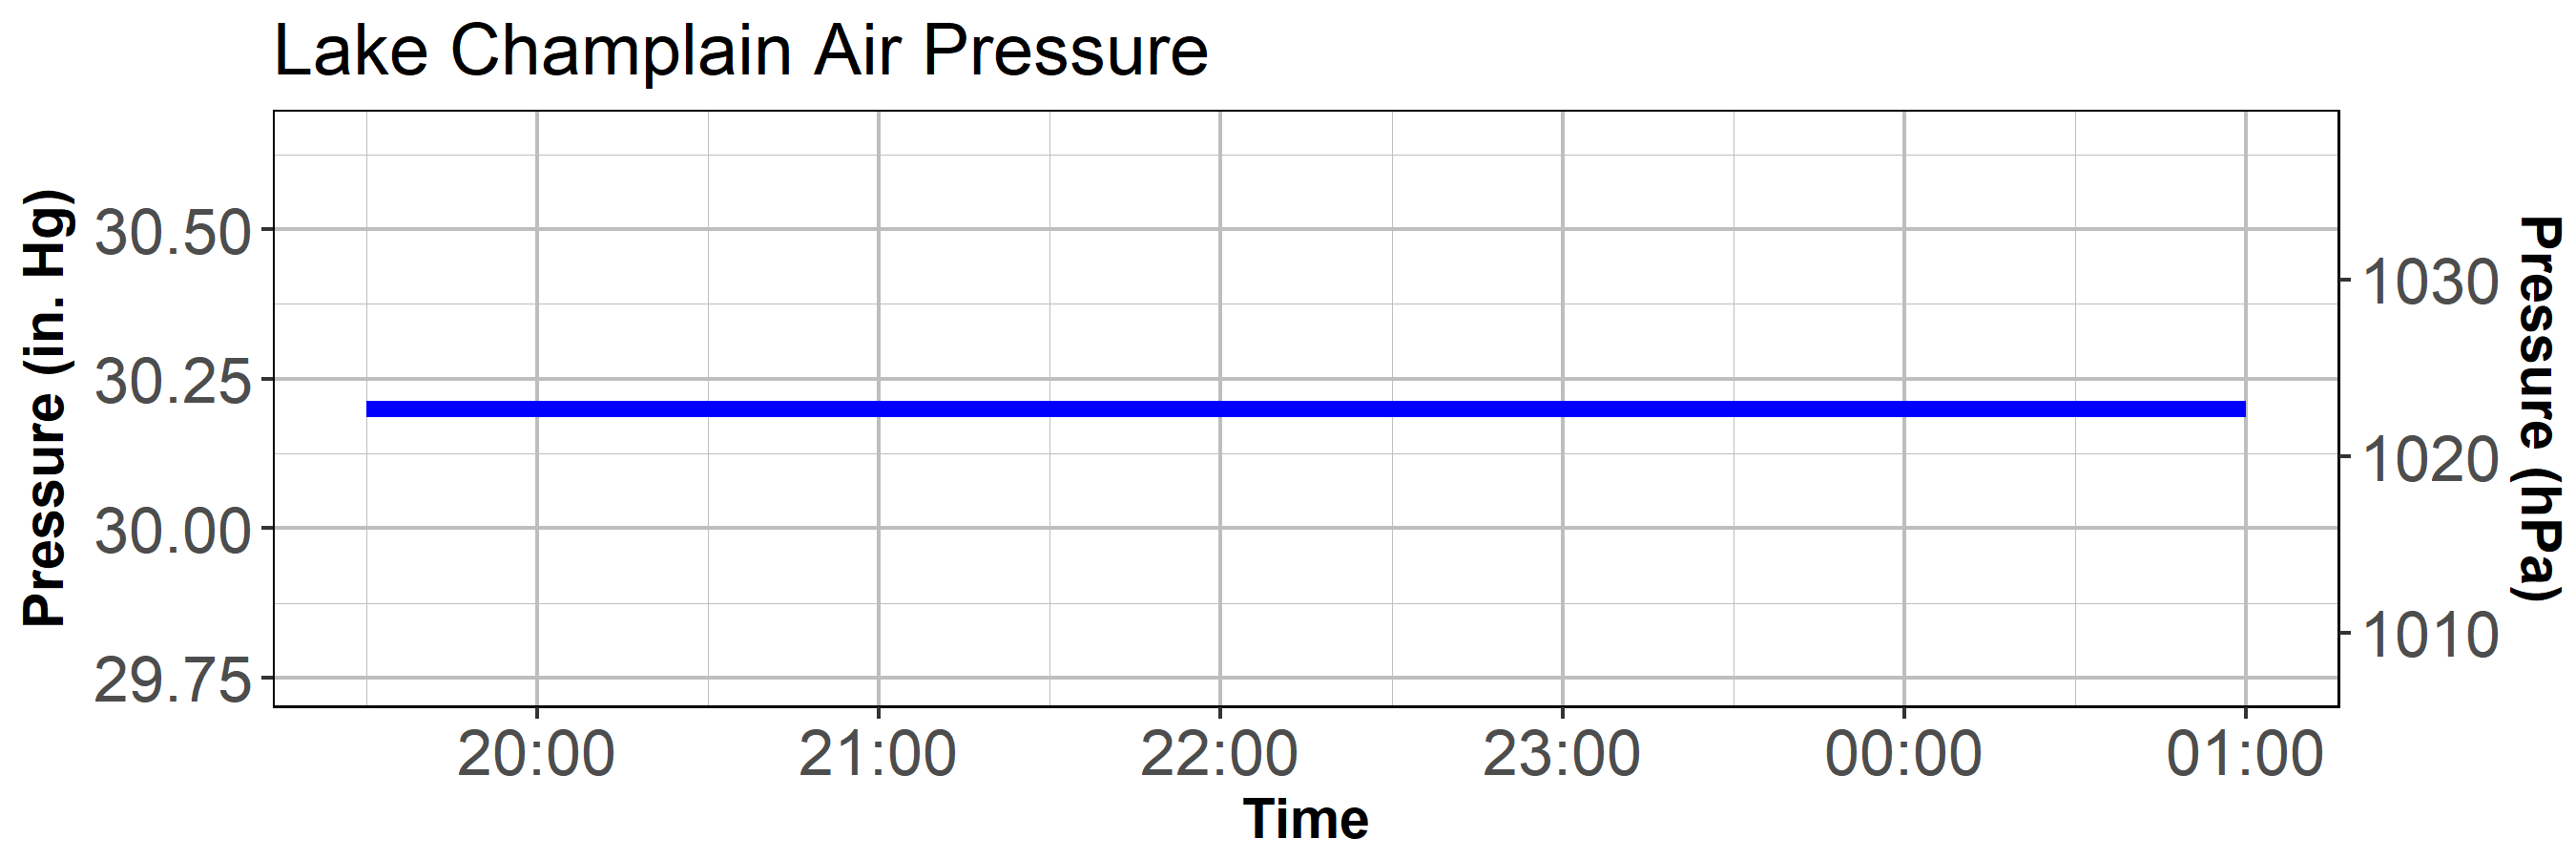 Lake Champlain Air Pressure
Pressure (in. Hg)
30.50
30.25
30.00
29.75
1030
1020
1010
Pressure (hPa)
20:00 21:00 22:00 23:00 00:00 01:00
Time